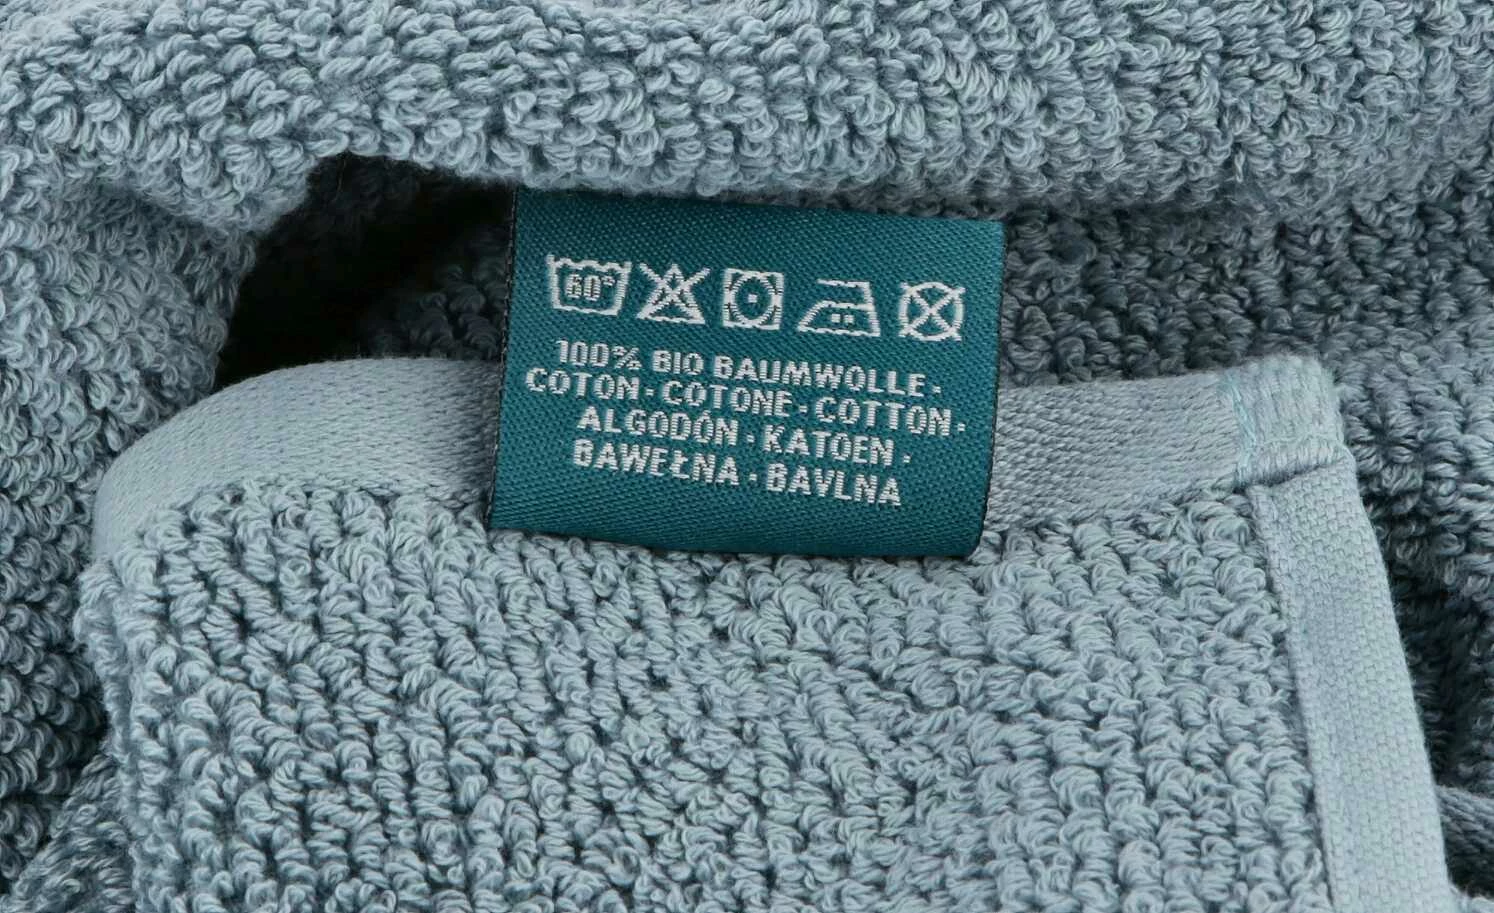 60°
100% BIO BAUMWOLLE·
COTON·COTONE·COTTON·
ALGODÓN·KATOEN·
BAWEŁNA·BAVLNA